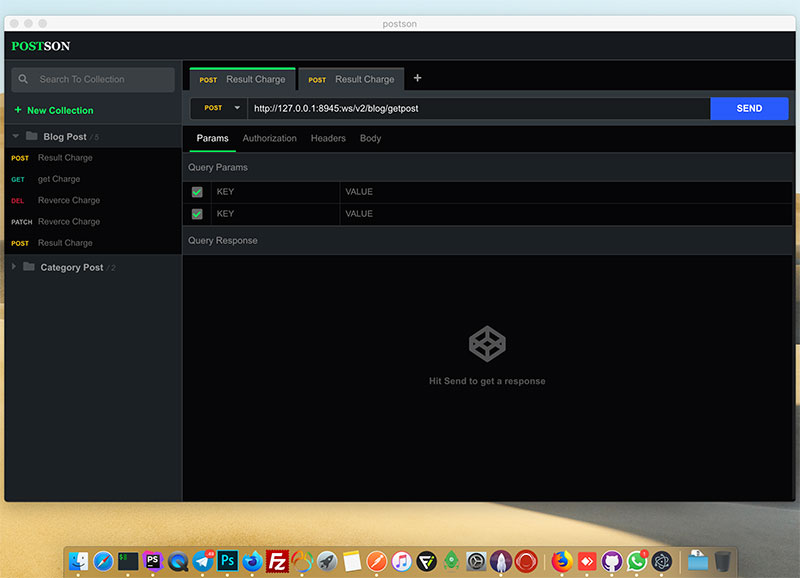 postson
POSTSON
Search To Collection
+ New Collection
Blog Post / 5
POST Result Charge
GET get Charge
DEL Reverce Charge
PATCH Reverce Charge
POST Result Charge
Category Post / 2
POST Result Charge POST Result Charge +
POST http://127.0.0.1:8945:ws/v2/blog/getpost SEND
Params Authorization Headers Body
Query Params
KEY VALUE
KEY VALUE
Query Response
Hit Send to get a response
$ PS Ps FZ